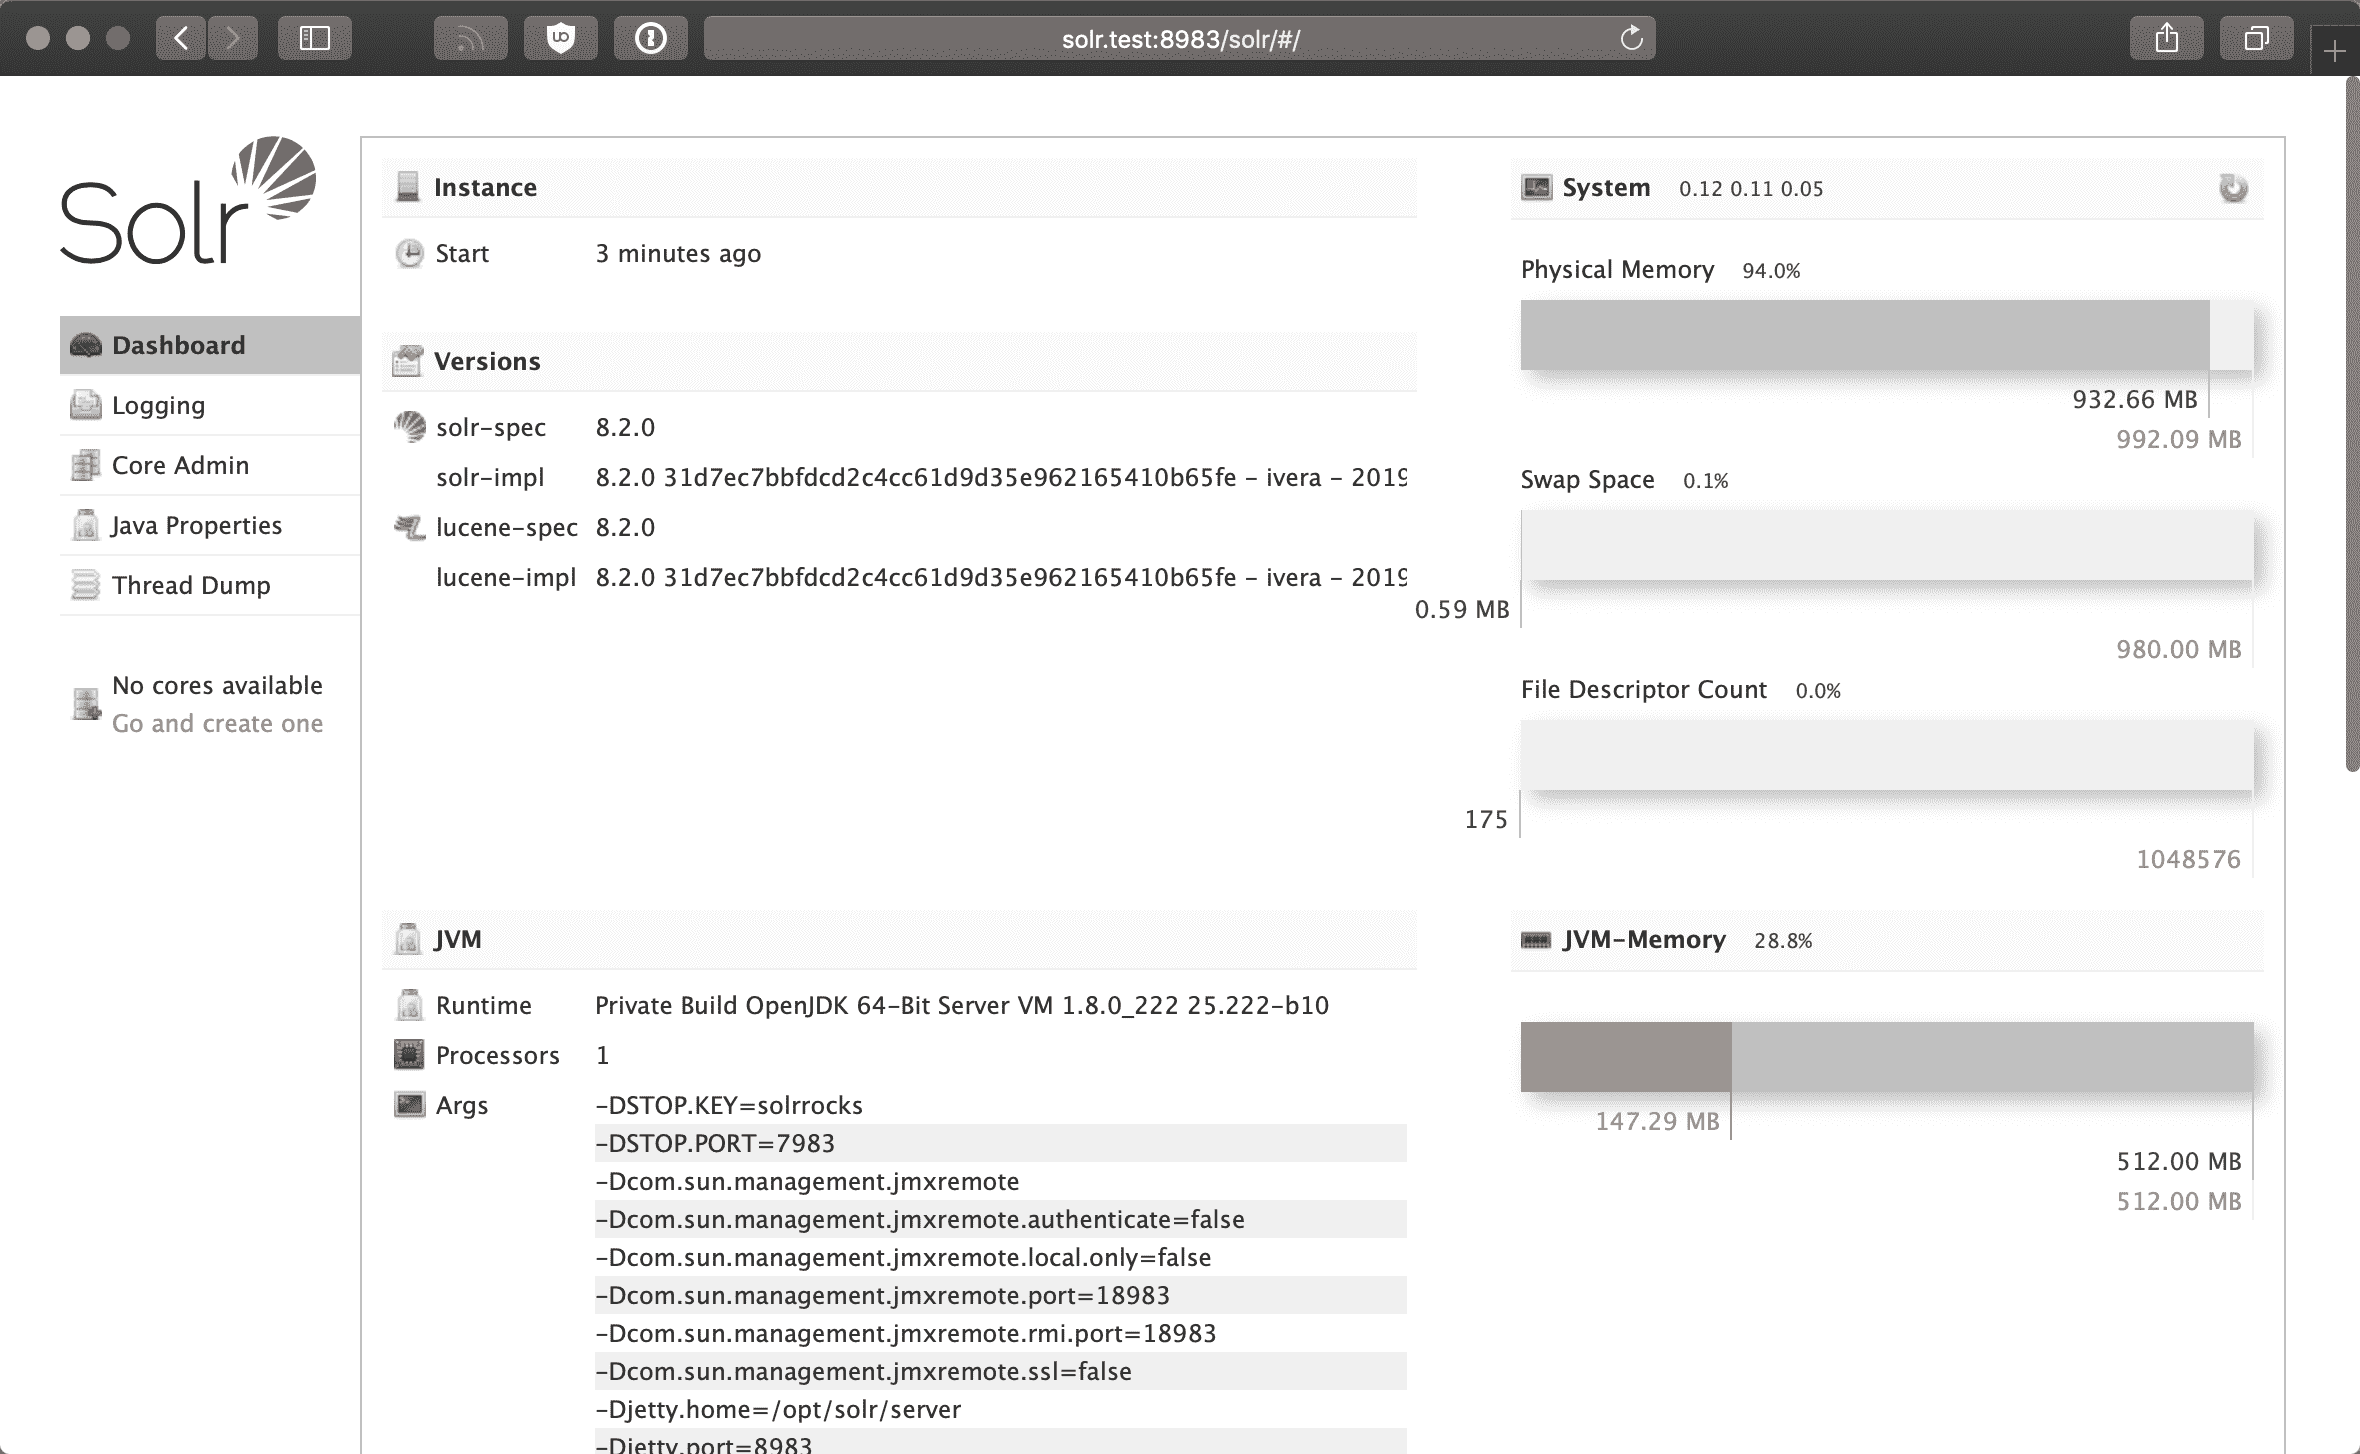 solr.test:8983/solr/#/
Solr
Dashboard
Logging
Core Admin
Java Properties
Thread Dump
No cores available
Go and create one
Instance
Start 3 minutes ago
Versions
solr-spec 8.2.0
solr-impl 8.2.0 31d7ec7bbfdcd2c4cc61d9d35e962165410b65fe - ivera - 2019
lucene-spec 8.2.0
lucene-impl 8.2.0 31d7ec7bbfdcd2c4cc61d9d35e962165410b65fe - ivera - 2019
JVM
Runtime Private Build OpenJDK 64-Bit Server VM 1.8.0_222 25.222-b10
Processors 1
Args -DSTOP.KEY=solrrocks
-DSTOP.PORT=7983
-Dcom.sun.management.jmxremote
-Dcom.sun.management.jmxremote.authenticate=false
-Dcom.sun.management.jmxremote.local.only=false
-Dcom.sun.management.jmxremote.port=18983
-Dcom.sun.management.jmxremote.rmi.port=18983
-Dcom.sun.management.jmxremote.ssl=false
-Djetty.home=/opt/solr/server
-Djetty.port=8983
System 0.12 0.11 0.05
Physical Memory 94.0%
932.66 MB
992.09 MB
Swap Space 0.1%
0.59 MB
980.00 MB
File Descriptor Count 0.0%
175
1048576
JVM-Memory 28.8%
147.29 MB
512.00 MB
512.00 MB